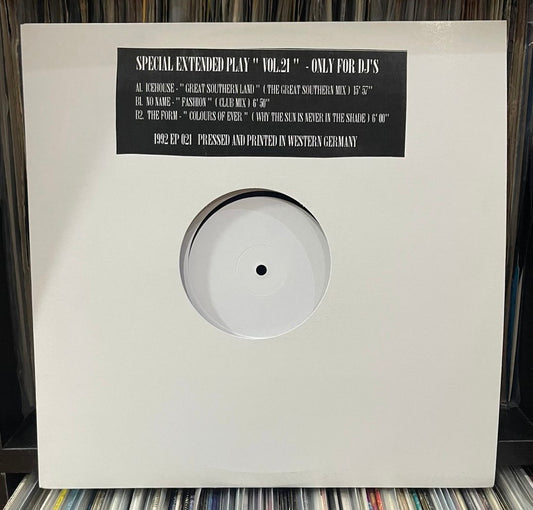 SPECIAL EXTENDED PLAY " VOL.21 " - ONLY FOR DJ'S
A1. ICEHOUSE - " GREAT SOUTHERN LAND " ( THE GREAT SOUTHERN MIX ) 15' 57"
B1. NO NAME - " FASHION " ( CLUB MIX ) 6' 50"
B2. THE FORM - " COLOURS OF EVER " ( WHY THE SUN IS NEVER IN THE SHADE ) 6' 00"
1992 EP 021 PRESSED AND PRINTED IN WESTERN GERMANY